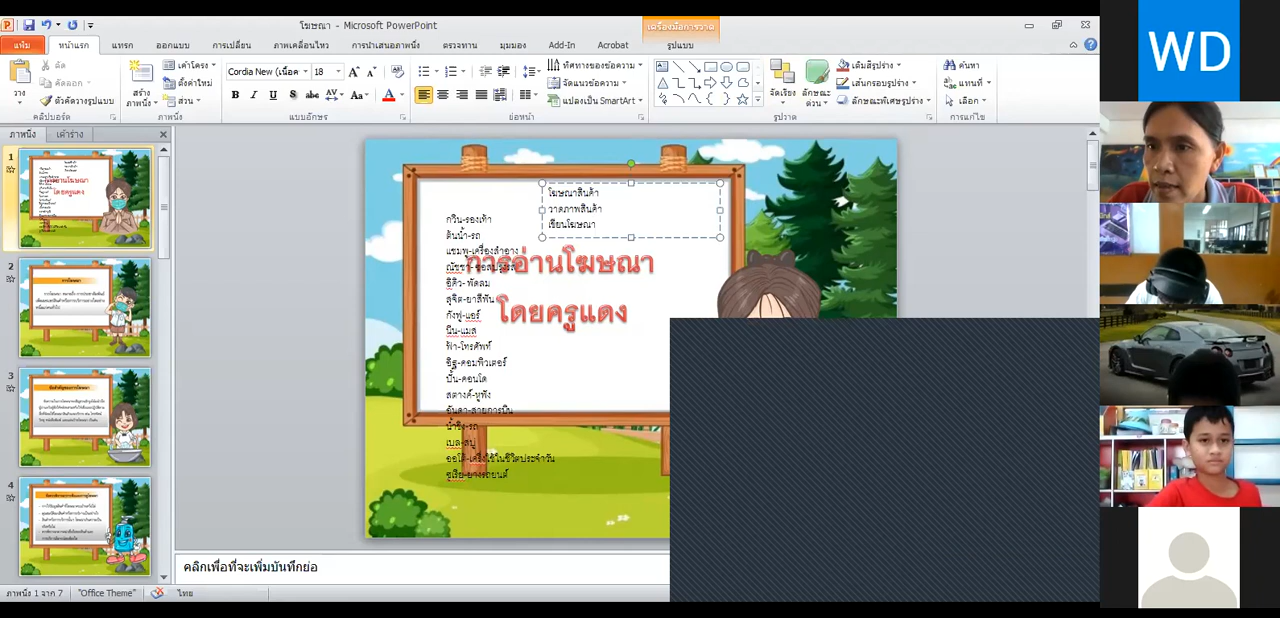 โฆษณา - Microsoft PowerPoint
เครื่องมือการวาด
แฟ้ม
หน้าแรก
แทรก
ออกแบบ
การเปลี่ยน
ภาพเคลื่อนไหว
การนำเสนอภาพนิ่ง
ตรวจทาน
มุมมอง
Add-In
Acrobat
รูปแบบ
วาง
ตัด
คัดลอก
ตัวคัดวางรูปแบบ
คลิปบอร์ด
สร้าง
ภาพนิ่ง
เค้าโครง
ตั้งค่าใหม่
ส่วน
ภาพนิ่ง
Cordia New (เนื้อค
18
แบบอักษร
ทิศทางของข้อความ
จัดแนวข้อความ
แปลงเป็น SmartArt
ย่อหน้า
จัดเรียง
ลักษณะ
ด่วน
เติมสีรูปร่าง
เส้นกรอบรูปร่าง
ลักษณะพิเศษรูปร่าง
รูปวาด
ค้นหา
แทนที่
เลือก
การแก้ไข
ภาพนิ่ง
เค้าร่าง
1
2
การโฆษณา
3
4
โฆษณาสินค้า
วาดภาพสินค้า
เขียนโฆษณา
กวิน-รองเท้า
ต้นน้ำ-รถ
แชมพู-เครื่องสำอาง
การอ่านโฆษณา
โดยครูแดง
อิคิว-พัดลม
กังฟู-แอร์
ฟ้า-โทรศัพท์
อิฐ-คอมพิวเตอร์
ปั้น-คอนโด
สตางค์-ทีวี
น้ำขิง-รถ
เบล-สบู่
คลิกเพื่อที่จะเพิ่มบันทึกย่อ
ภาพนิ่ง 1 จาก 7
"Office Theme"
ไทย
WD